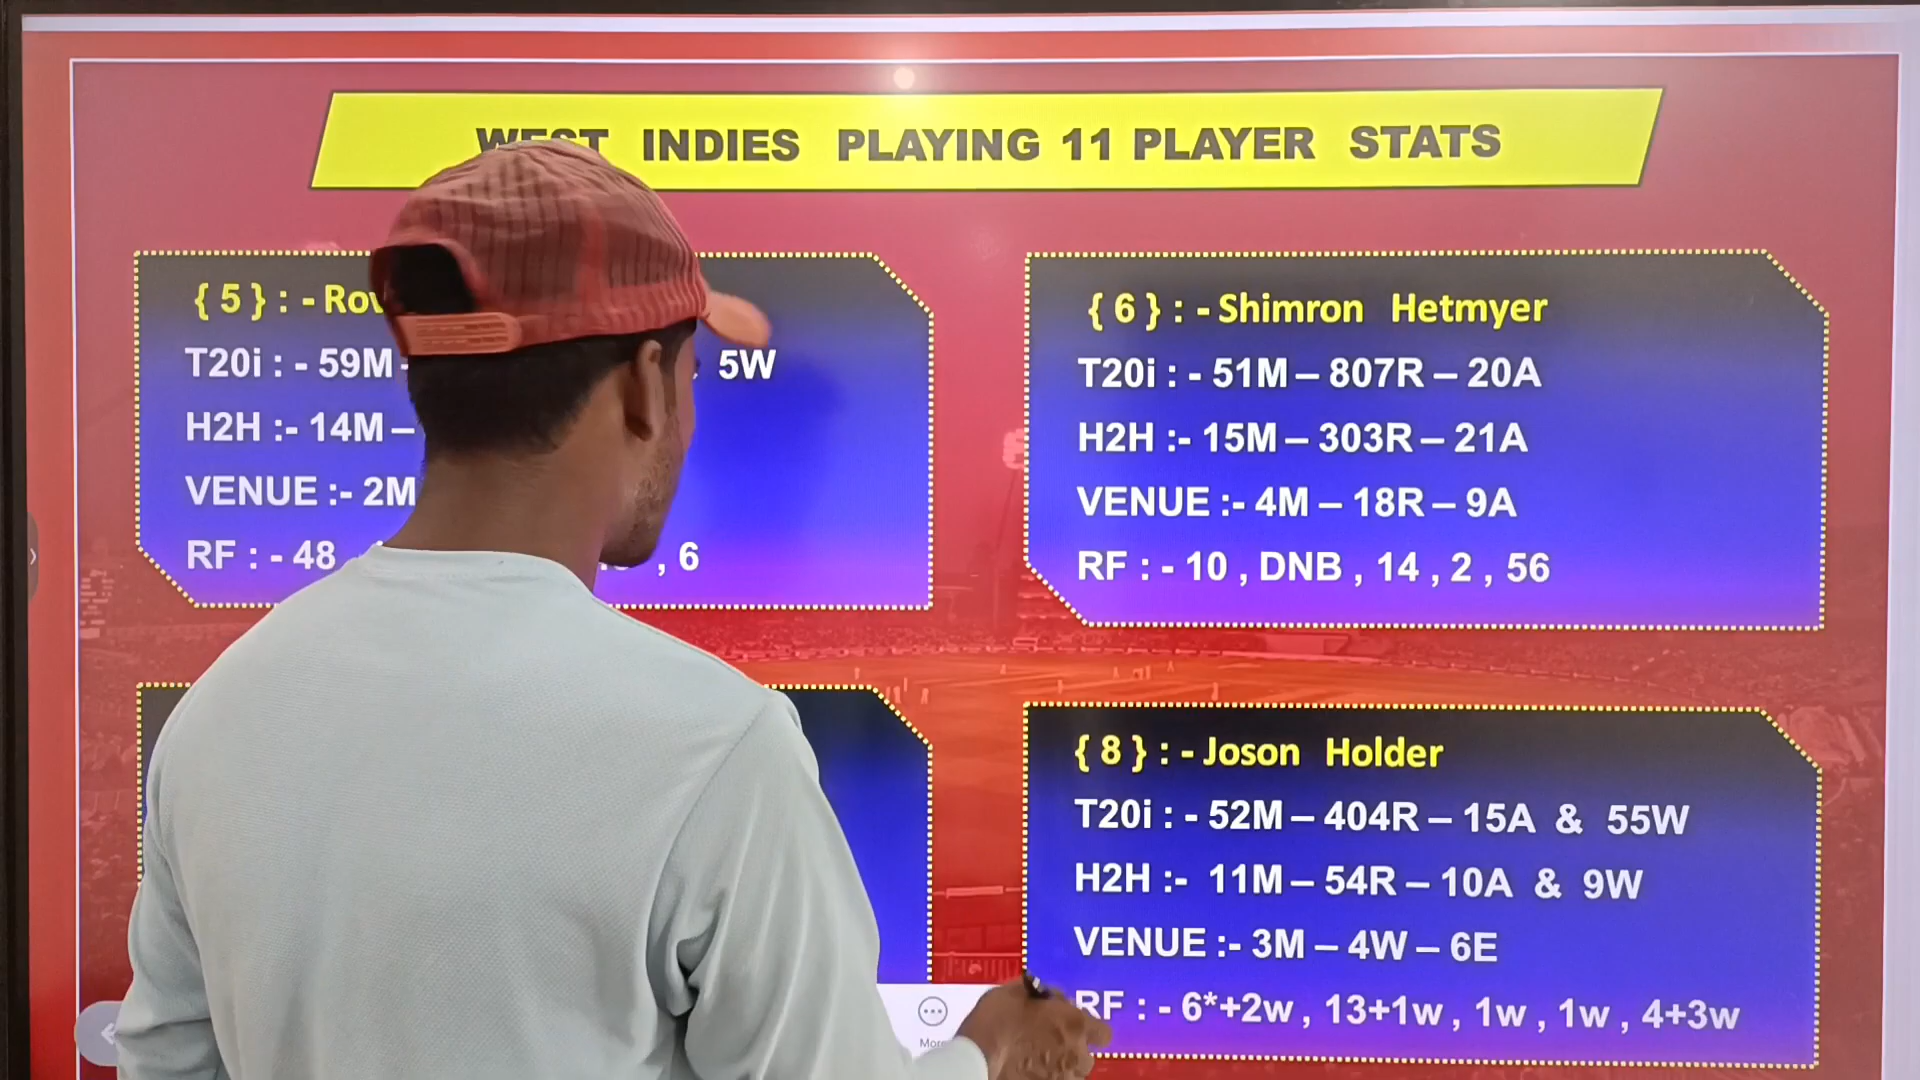 INDIES PLAYING 11 PLAYER STATS
{ 5 } : -
T20i : - 59M - 5W
H2H :- 14M –
VENUE :- 2M
RF : - 48 , 6
{ 6 } : - Shimron Hetmyer
T20i : - 51M – 807R – 20A
H2H :- 15M – 303R – 21A
VENUE :- 4M – 18R – 9A
RF : - 10 , DNB , 14 , 2 , 56
{ 8 } : - Joson Holder
T20i : - 52M – 404R – 15A & 55W
H2H :- 11M – 54R – 10A & 9W
VENUE :- 3M – 4W – 6E
RF : - 6*+2w , 13+1w , 1w , 1w , 4+3w